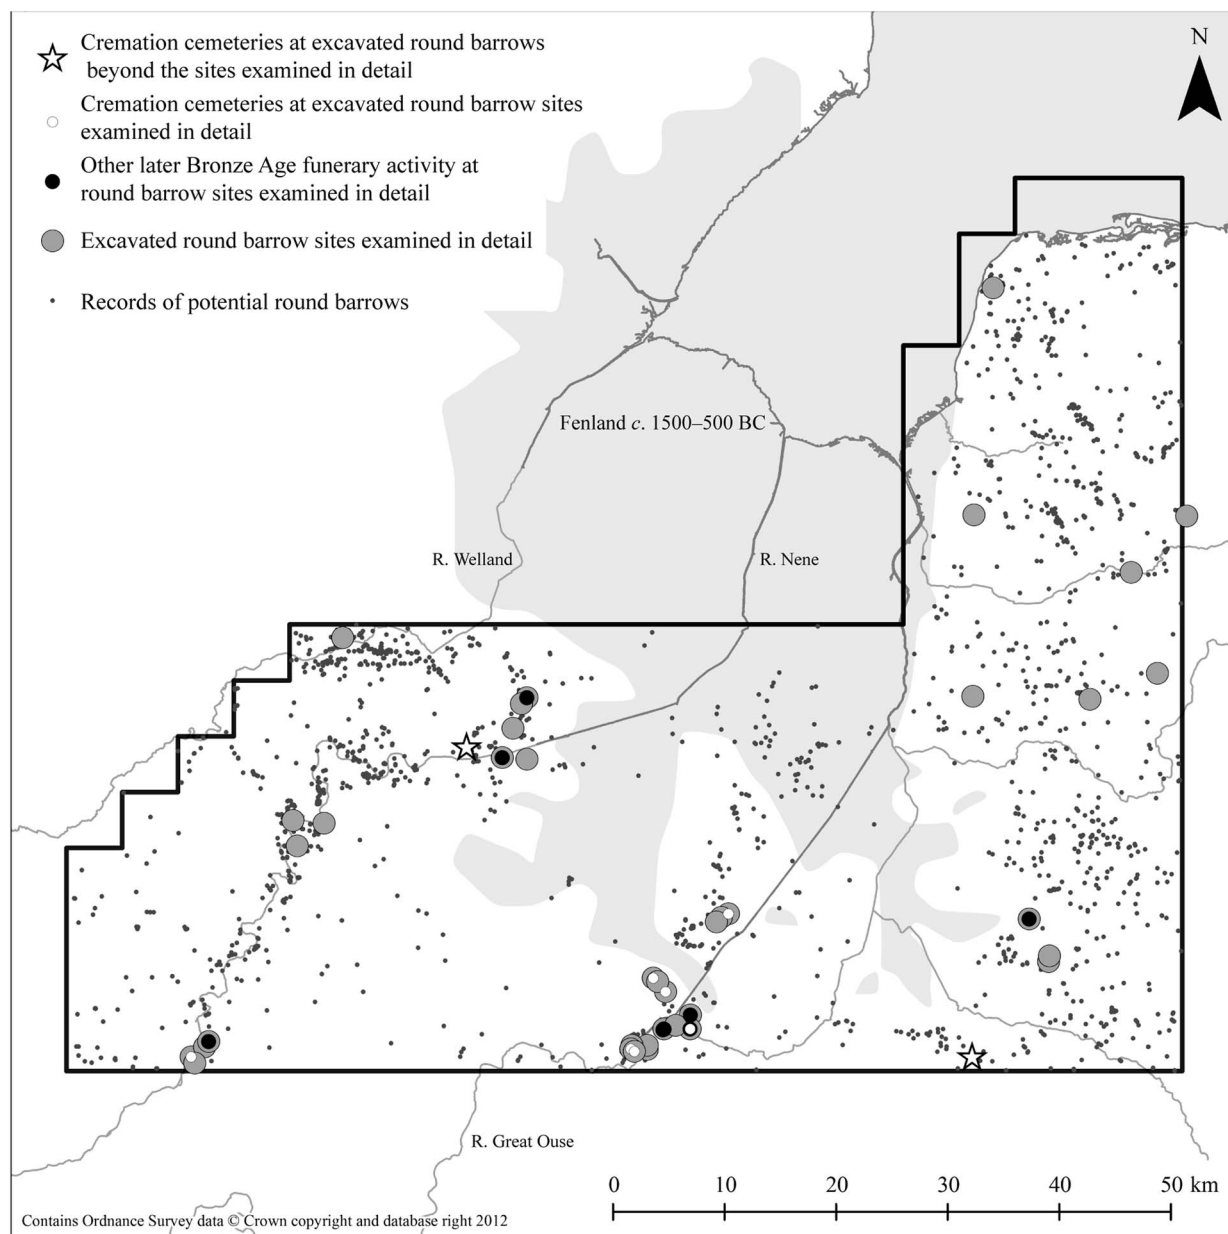 Cremation cemeteries at excavated round barrows
beyond the sites examined in detail
Cremation cemeteries at excavated round barrow sites
examined in detail
Other later Bronze Age funerary activity at
round barrow sites examined in detail
Excavated round barrow sites examined in detail
Records of potential round barrows
N
Fenland c. 1500–500 BC
R. Welland
R. Nene
R. Great Ouse
0 10 20 30 40 50 km
Contains Ordnance Survey data © Crown copyright and database right 2012